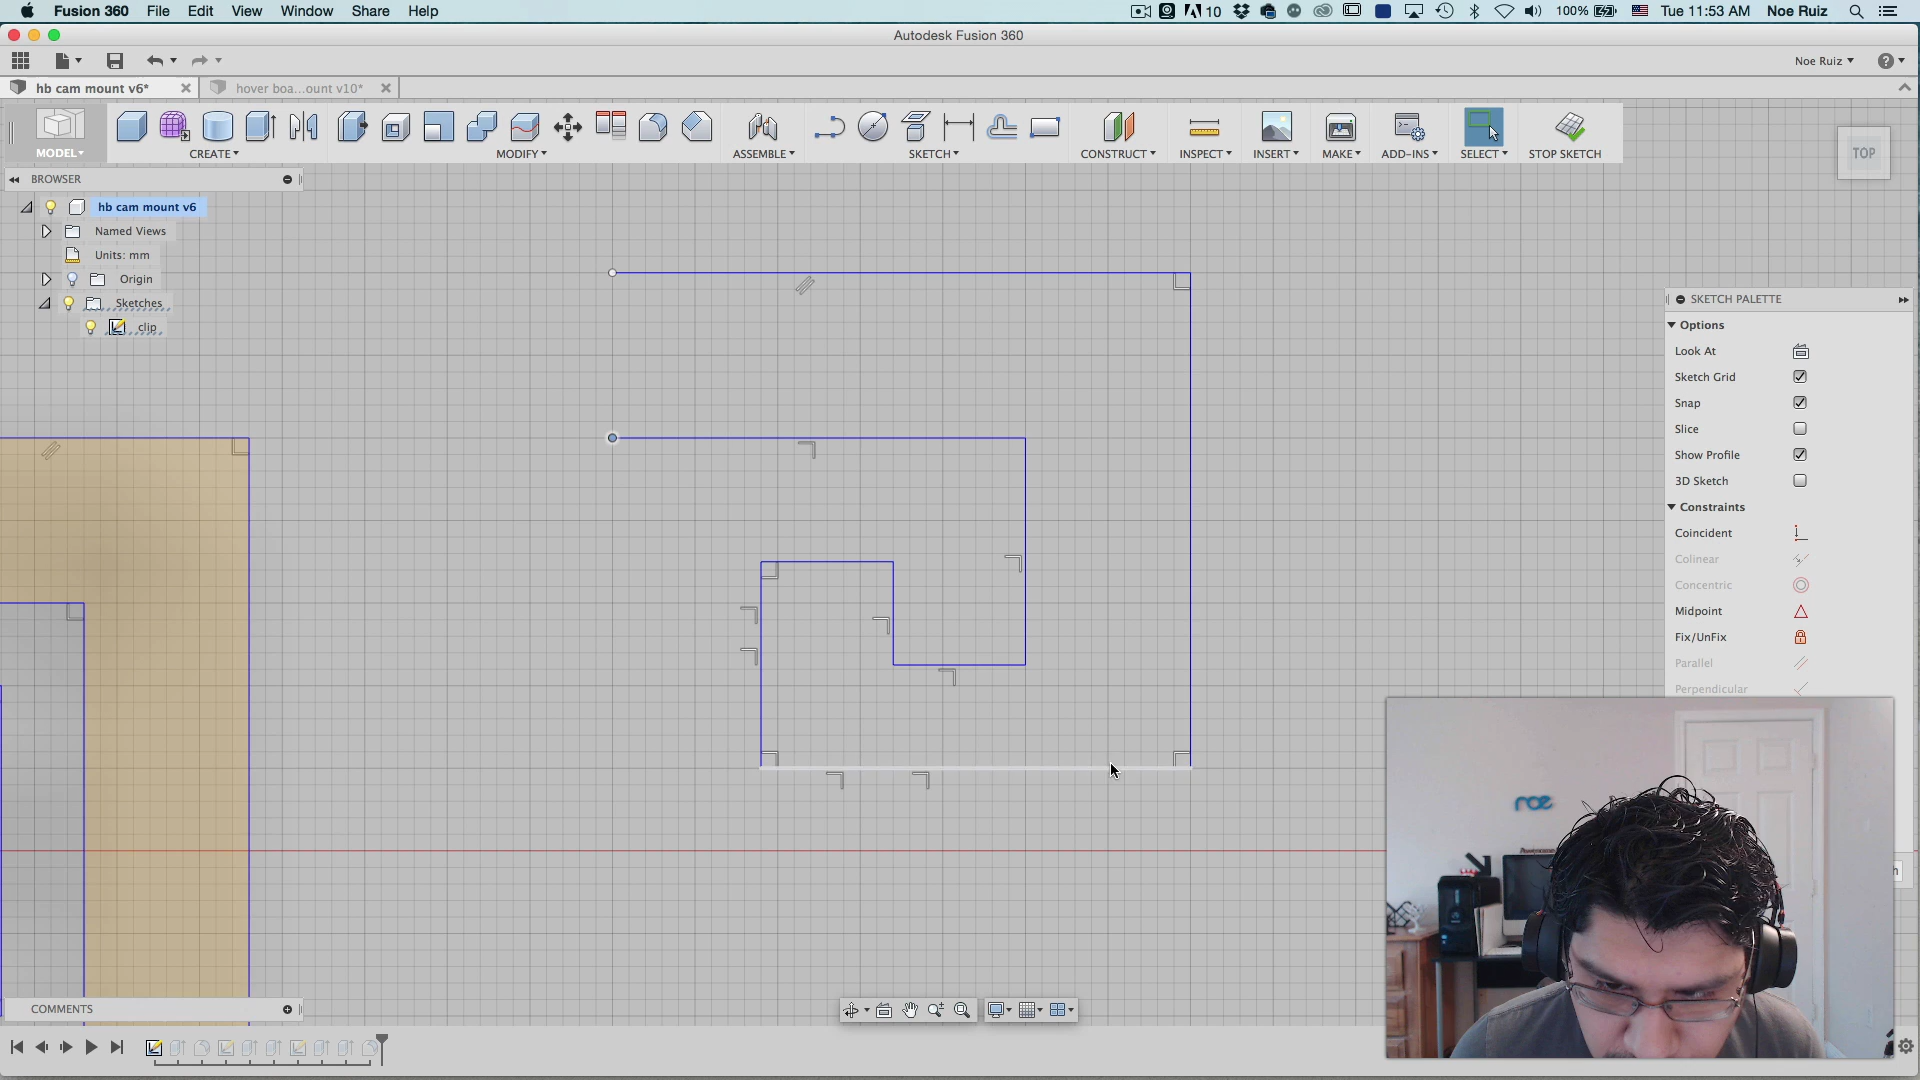 Fusion 360 File Edit View Window Share Help
10 100% Tue 11:53 AM Noe Ruiz
Autodesk Fusion 360
Noe Ruiz
hb cam mount v6*
hover boa...ount v10*
MODEL
CREATE
MODIFY
ASSEMBLE
SKETCH
CONSTRUCT
INSPECT
INSERT
MAKE
ADD-INS
SELECT
STOP SKETCH
TOP
BROWSER
hb cam mount v6
Named Views
Units: mm
Origin
Sketches
clip
SKETCH PALETTE
Options
Look At
Sketch Grid
Snap
Slice
Show Profile
3D Sketch
Constraints
Coincident
Colinear
Concentric
Midpoint
Fix/UnFix
Parallel
Perpendicular
noe
COMMENTS